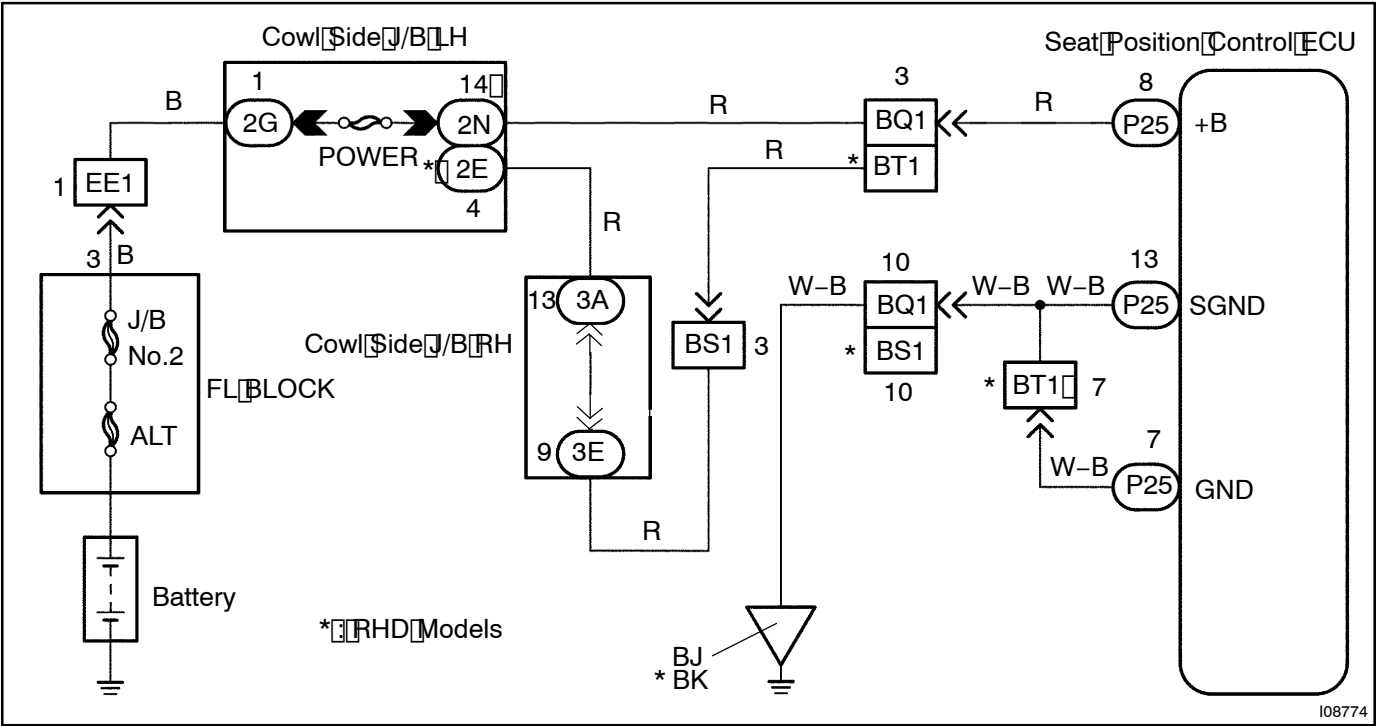 Cowl Side J/B LH
Seat Position Control ECU
1
14
3
8
B
R
R
2G
2N
BQ1
P25
+B
POWER
* 2E
R
* BT1
4
1 EE1
R
3 B
10
13
W–B
W–B
W–B
13 3A
BQ1
P25
SGND
J/B
No.2
Cowl Side J/B RH
BS1 3
* BS1
10
* BT1 7
FL BLOCK
ALT
9 3E
7
W–B
P25
GND
R
Battery
*: RHD Models
BJ
* BK
I08774